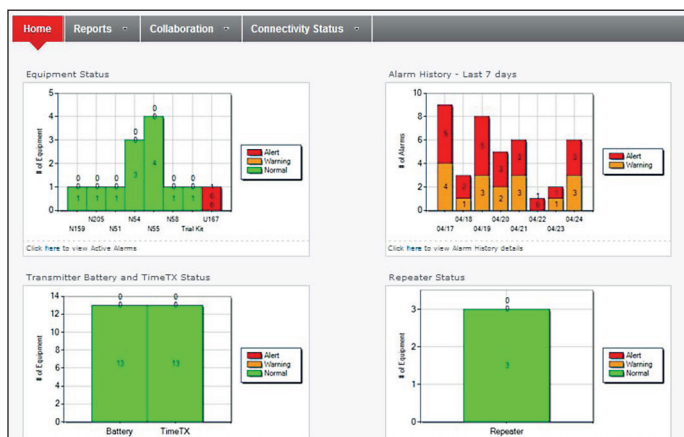 Home Reports Collaboration Connectivity Status
Equipment Status
5
4
3
2
1
0
# of Equipment
0 0 0 0 0 0 0 1
0 0 0 0 0 0 0 0
1 1 1 3 4 1 1 0
N205 N54 N58 U167
N159 N51 N55 Trial Kit
Alert
Warning
Normal
Click here to view Active Alarms
Alarm History - Last 7 days
10
8
6
4
2
0
# of Alarms
5 2 5 3 3 1 1 3
4 1 3 2 3 0 1 3
04/18 04/20 04/22 04/24
04/17 04/19 04/21 04/23
Alert
Warning
Click here to view Alarm History details
Transmitter Battery and TimeTX Status
14
12
10
8
6
4
2
0
# of Equipment
0 0
0 0
13 13
Battery TimeTX
Alert
Warning
Normal
Repeater Status
3
2
1
0
# of Equipment
0
0
3
Repeater
Alert
Warning
Normal